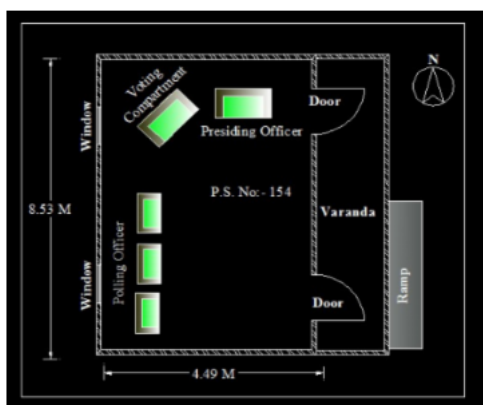 N
Voting
Compartment
Door
Presiding Officer
Window
P.S. No:- 154
8.53 M
Varanda
Polling Officer
Window
Door
Ramp
4.49 M